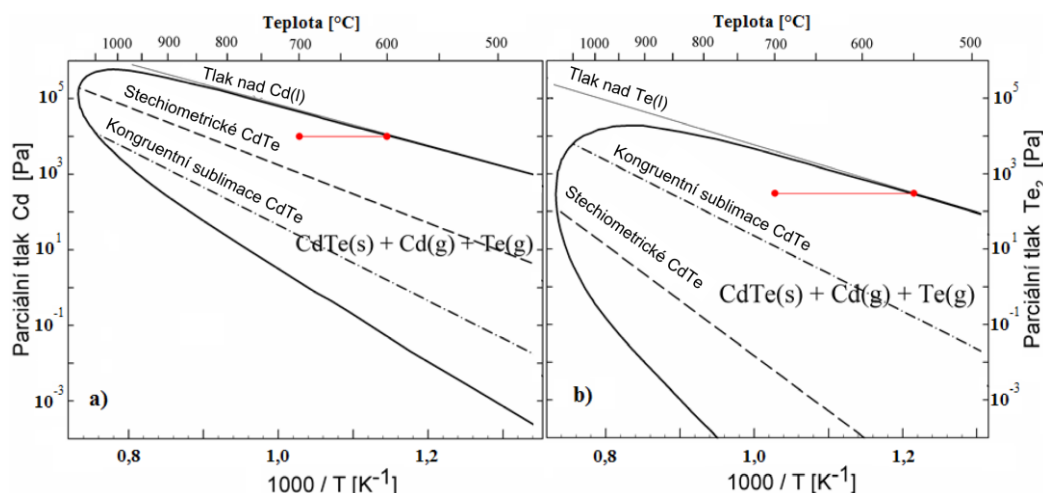 Teplota [°C]
1000 900 800 700 600 500 450
Parciální tlak Cd [Pa]
10^5
10^3
10^1
10^-1
10^-3
Tlak nad Cd(l)
Stechiometrické CdTe
Kongruentní sublimace CdTe
CdTe(s) + Cd(g) + Te(g)
a)
0,8 1,0 1,2
1000 / T [K^-1]
Teplota [°C]
1000 900 800 700 600 500 450
Tlak nad Te(l)
Kongruentní sublimace CdTe
Stechiometrické CdTe
CdTe(s) + Cd(g) + Te(g)
b)
10^5
10^3
10^1
10^-1
10^-3
Parciální tlak Te2 [Pa]
0,8 1,0 1,2
1000 / T [K^-1]